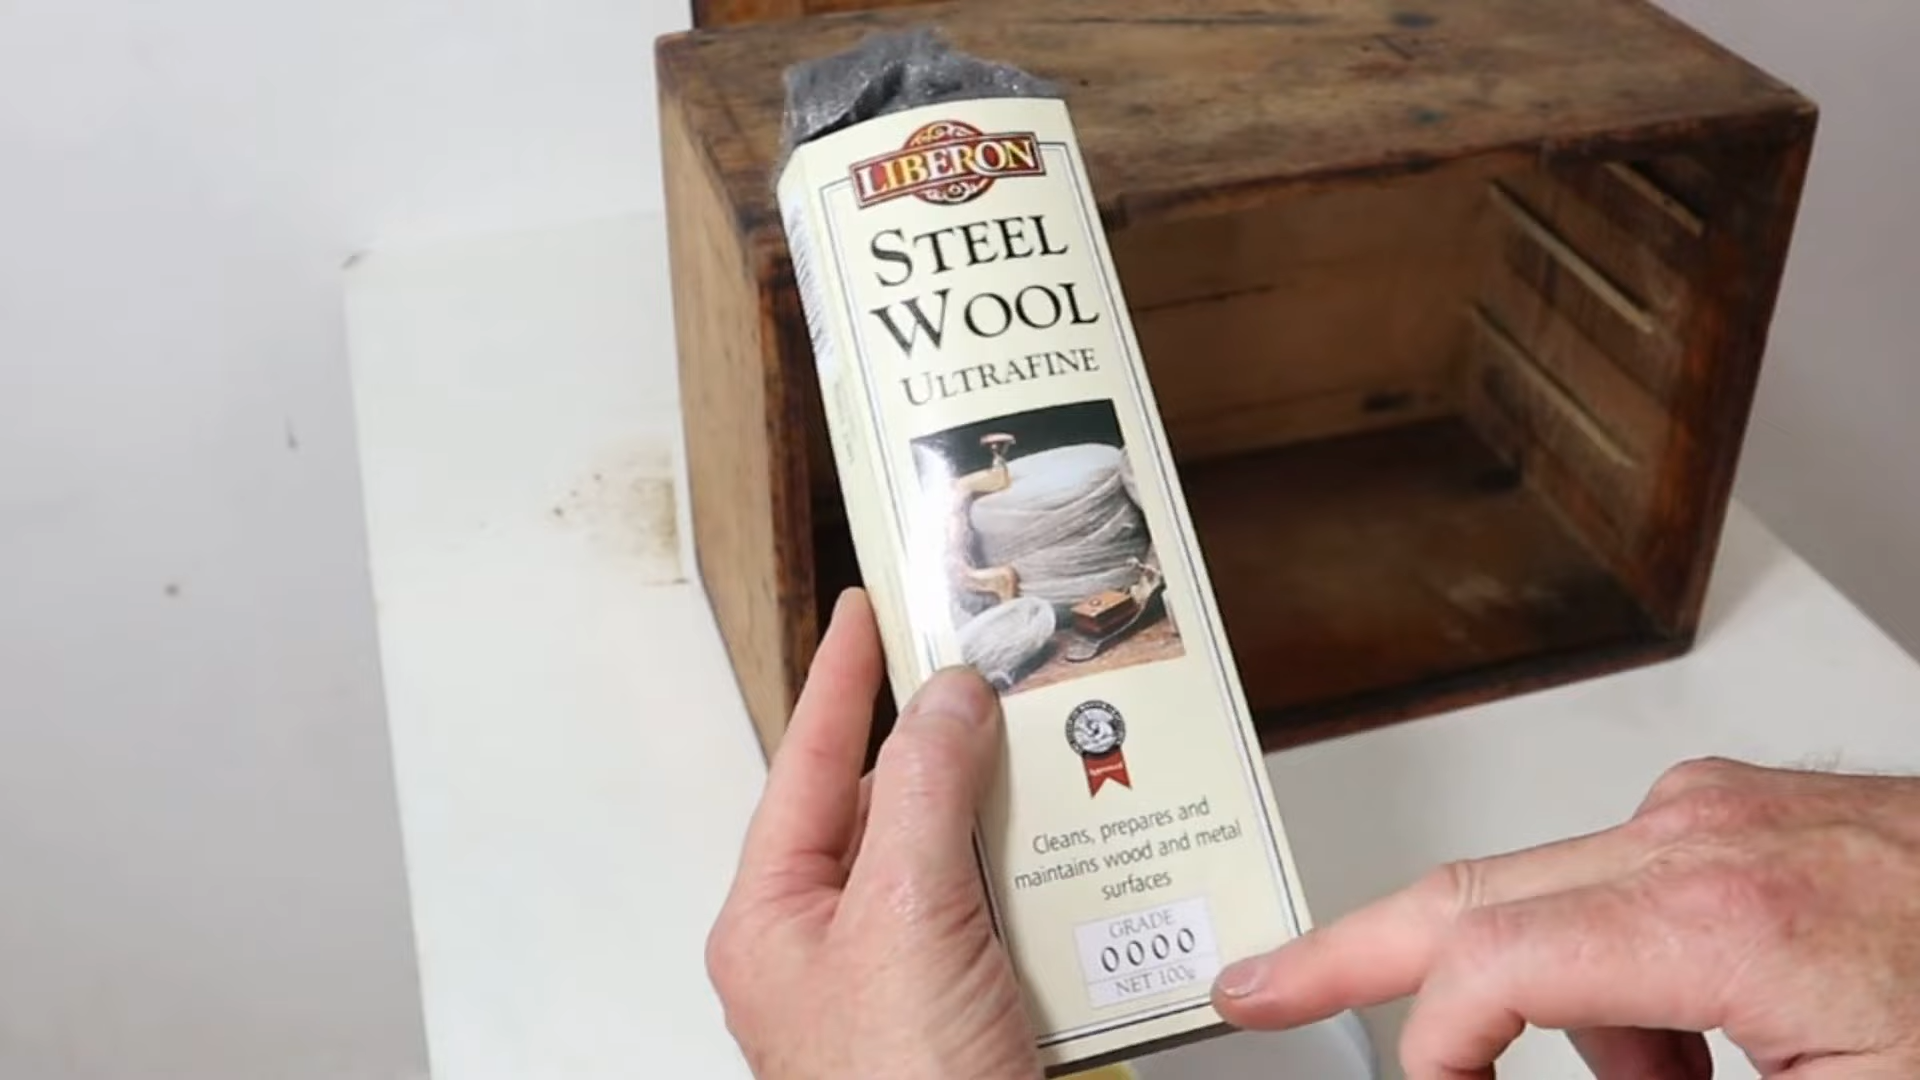 LIBERON
STEEL
WOOL
ULTRAFINE
Cleans, prepares and
maintains wood and metal
surfaces
GRADE
0000
NET 100g